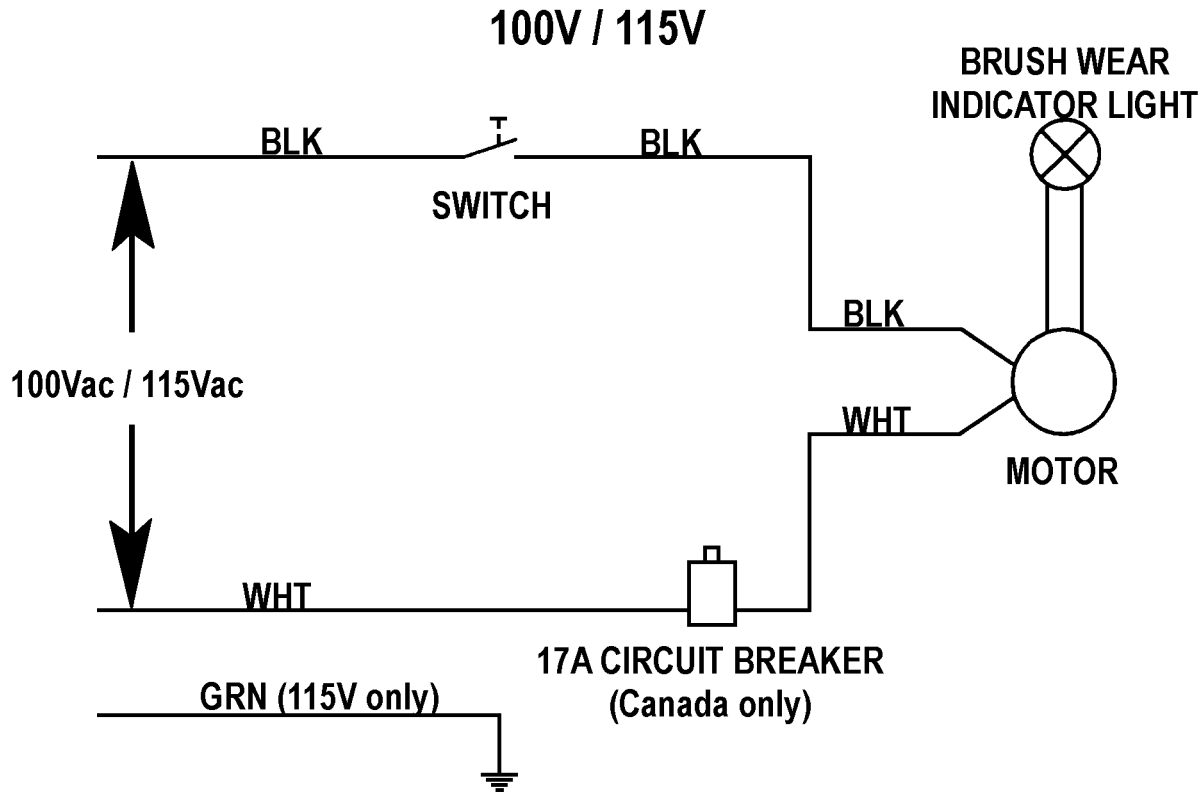 100V / 115V
BRUSH WEAR
INDICATOR LIGHT
BLK
BLK
SWITCH
BLK
100Vac / 115Vac
WHT
MOTOR
WHT
17A CIRCUIT BREAKER
(Canada only)
GRN (115V only)